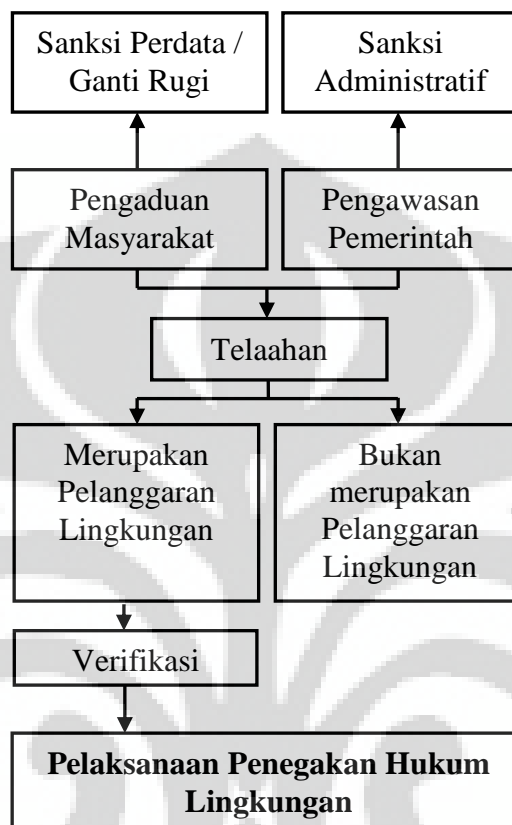 Sanksi Perdata /
Ganti Rugi
Sanksi
Administratif
Pengaduan
Masyarakat
Pengawasan
Pemerintah
Telaahan
Merupakan
Pelanggaran
Lingkungan
Bukan
merupakan
Pelanggaran
Lingkungan
Verifikasi
Pelaksanaan Penegakan Hukum
Lingkungan